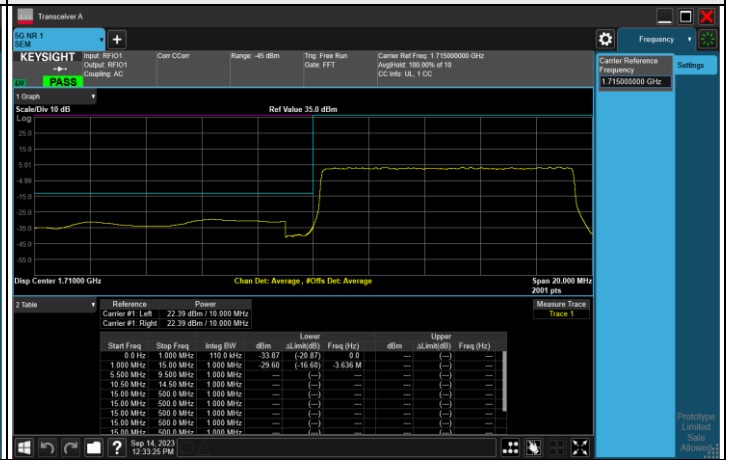 Transceiver A
5G NR 1
SEM
Frequency
KEYSIGHT
Input: RFIO1
Output: RFIO1
Coupling: AC
Corr CCorr
Range: -45 dBm
Trig: Free Run
Gate: FFT
Carrier Ref Freq: 1.715000000 GHz
Avg|Hold: 100.00% of 10
CC Info: UL, 1 CC
PASS
Carrier Reference
Frequency
1.715000000 GHz
Settings
1 Graph
Scale/Div 10 dB
Ref Value 35.0 dBm
Log
25.0
15.0
5.01
-4.99
-15.0
-25.0
-35.0
-45.0
-55.0
Disp Center 1.71000 GHz
Chan Det: Average , #Offs Det: Average
Span 20.000 MHz
2001 pts
2 Table
Reference Power
Carrier #1: Left 22.39 dBm / 10.000 MHz
Carrier #1: Right 22.39 dBm / 10.000 MHz
Measure Trace
Trace 1
Lower Upper
Start Freq Stop Freq Integ BW dBm ΔLimit(dB) Freq (Hz) dBm ΔLimit(dB) Freq (Hz)
0.0 Hz 1.000 MHz 110.0 kHz -33.87 (-20.87) 0.0 --- (---) ---
1.000 MHz 15.00 MHz 1.000 MHz -29.60 (-16.60) -3.636 M --- (---) ---
5.500 MHz 9.500 MHz 1.000 MHz --- (---) --- --- (---) ---
10.50 MHz 14.50 MHz 1.000 MHz --- (---) --- --- (---) ---
15.00 MHz 500.0 MHz 1.000 MHz --- (---) --- --- (---) ---
15.00 MHz 500.0 MHz 1.000 MHz --- (---) --- --- (---) ---
15.00 MHz 500.0 MHz 1.000 MHz --- (---) --- --- (---) ---
15.00 MHz 500.0 MHz 1.000 MHz --- (---) --- --- (---) ---
Prototype
Limited
Sale
Allowed
?
Sep 14, 2023
12:33:25 PM